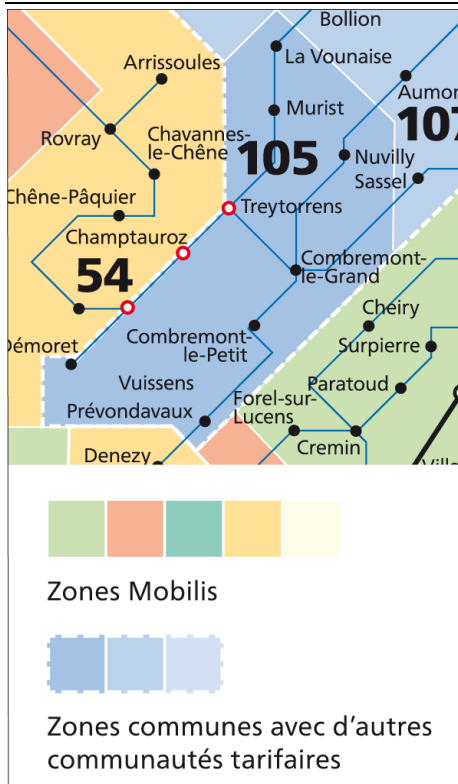 Bollion
La Vounaise
Arrissoules
Murist
107
Rovray
Chavannes-
le-Chêne
105
Nuvilly
Sassel
Chêne-Pâquier
Treytorrens
Champtauroz
54
Combremont-
le-Grand
Cheiry
Démoret
Combremont-
le-Petit
Surpierre
Vuissens
Paratoud
Prévondavaux
Forel-sur-
Lucens
Cremin
Denezy
Zones Mobilis
Zones communes avec d’autres
communautés tarifaires